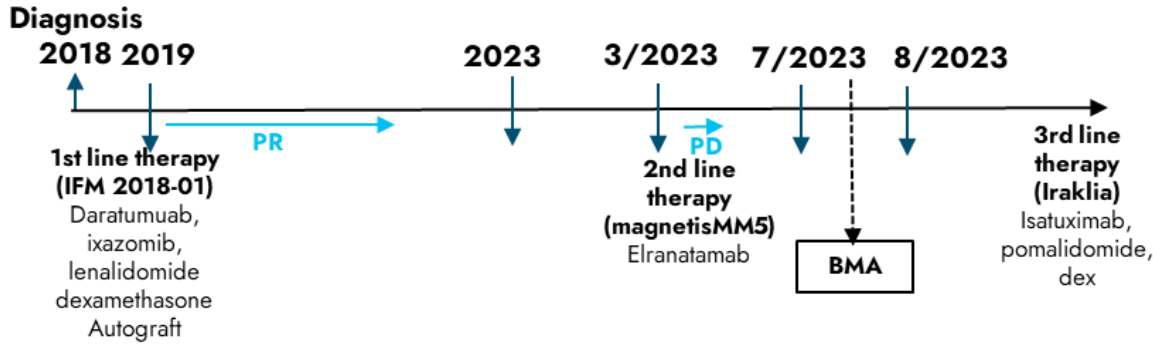 Diagnosis
2018 2019 2023 3/2023 7/2023 8/2023
PR
1st line therapy
(IFM 2018-01)
Daratumuab,
ixazomib,
lenalidomide
dexamethasone
Autograft
PD
2nd line
therapy
(magnetisMM5)
Elranatamab
BMA
3rd line
therapy
(Iraklia)
Isatuximab,
pomalidomide,
dex